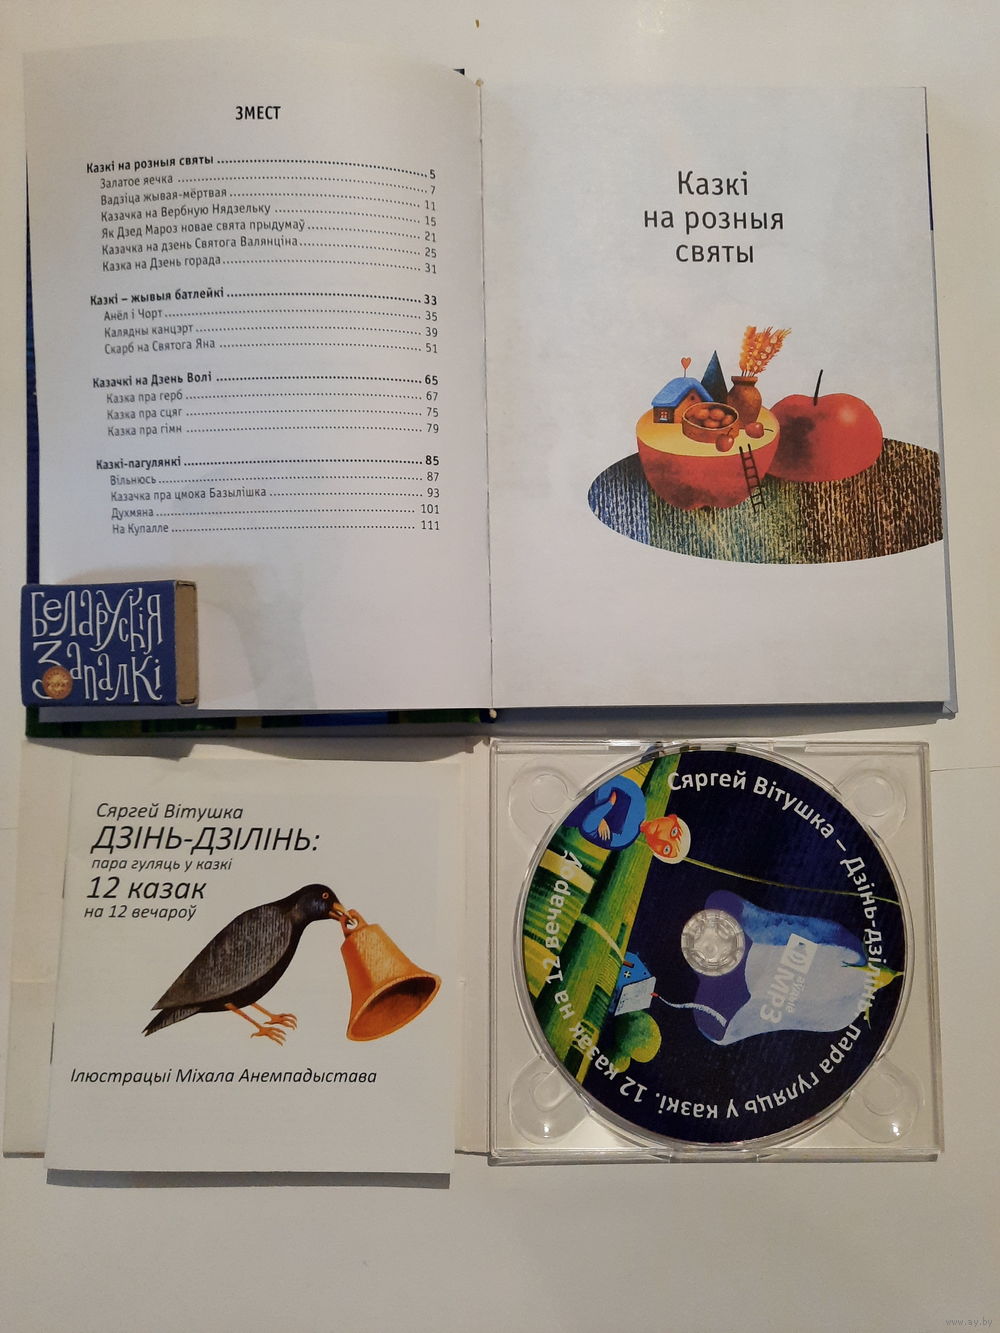 ЗМЕСТ
Казкі на розныя святы 5
Залатое яечка 7
Вадзіца жывая-мёртвая 11
Казачка на Вербную Нядзельку 15
Як Дзед Мароз новае свята прыдумаў 21
Казачка на дзень Святога Валянціна 25
Казка на Дзень горада 31
Казкі – жывыя батлейкі 33
Анёл і Чорт 35
Калядны канцэрт 39
Скарб на Святога Яна 51
Казачкі на Дзень Волі 65
Казка пра герб 67
Казка пра сцяг 75
Казка пра гімн 79
Казкі-пагулянкі 85
Вільнюсь 87
Казачка пра цмока Базылішка 93
Духмяна 101
На Купалле 111
Казкі
на розныя
святы
Беларускія
Запалкі
Сяргей Вітушка
ДЗІНЬ-ДЗІЛІНЬ:
пара гуляць у казкі
12 казак
на 12 вечароў
Ілюстрацыі Міхала Анемпадыстава
Сяргей Вітушка – Дзінь-дзілінь: пара гуляць у казкі. 12 казак на 12 вечароў
MP3
www.ay.by